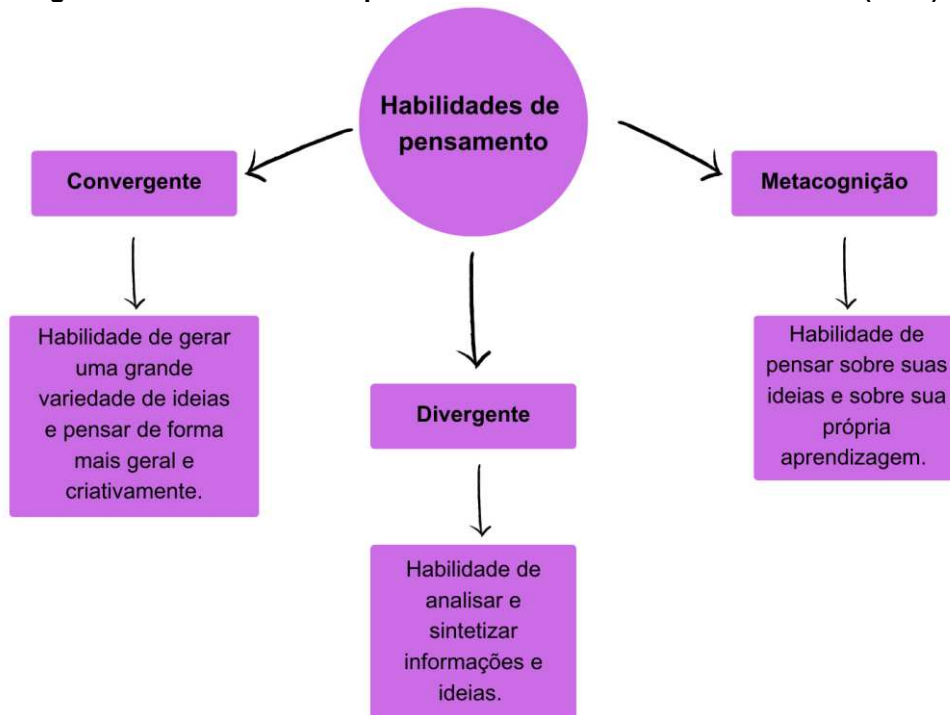 Habilidades de
pensamento
Convergente
Habilidade de gerar
uma grande
variedade de ideias
e pensar de forma
mais geral e
criativamente.
Divergente
Habilidade de
analisar e
sintetizar
informações e
ideias.
Metacognição
Habilidade de
pensar sobre suas
ideias e sobre sua
própria
aprendizagem.